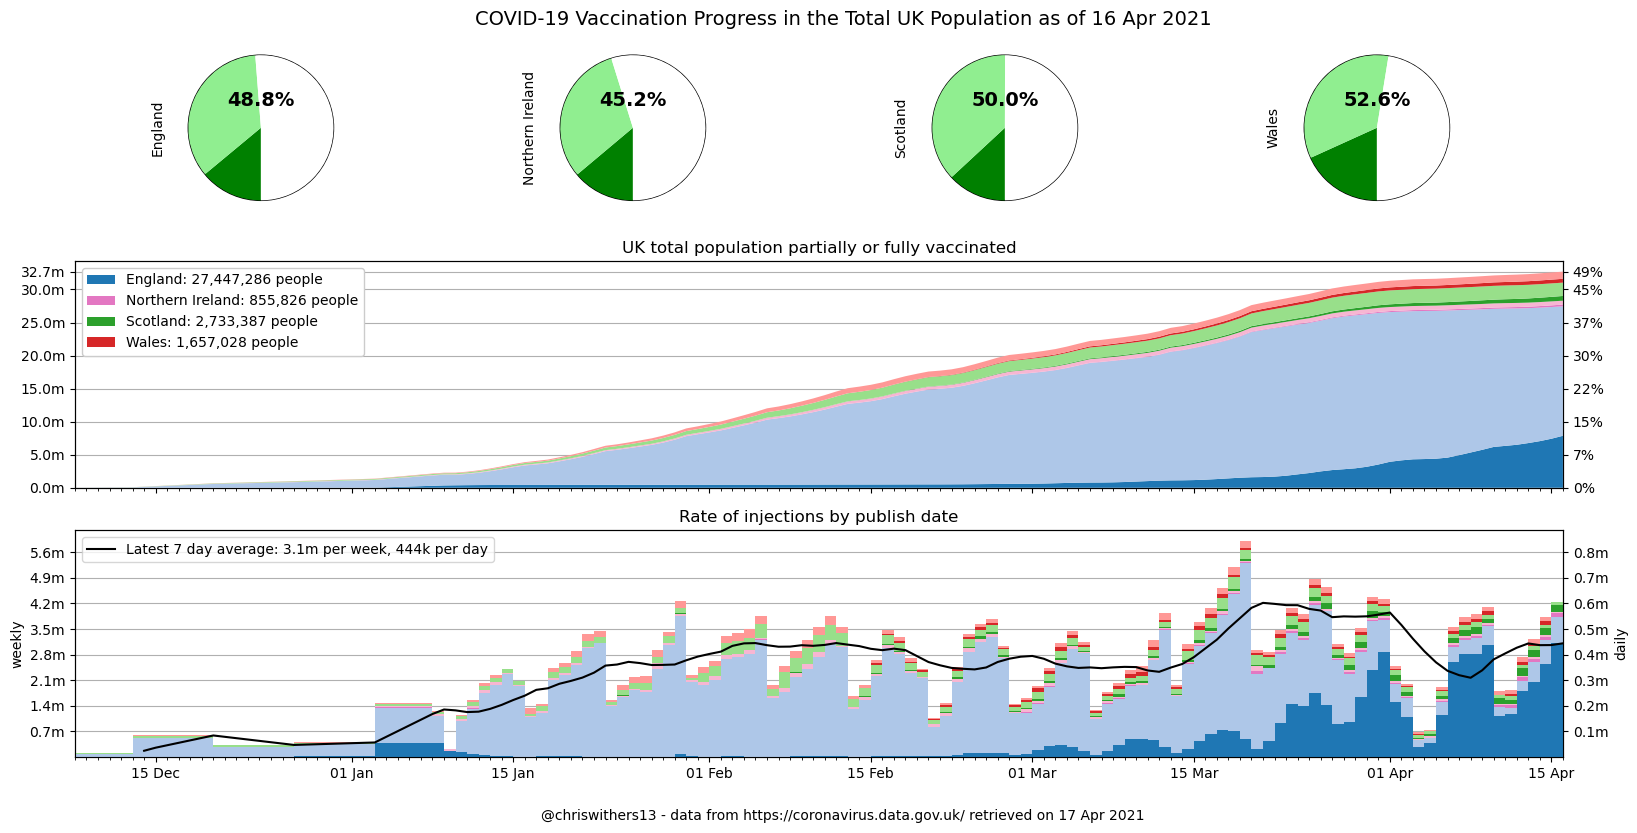 COVID-19 Vaccination Progress in the Total UK Population as of 16 Apr 2021
England
48.8%
Northern Ireland
45.2%
Scotland
50.0%
Wales
52.6%
UK total population partially or fully vaccinated
32.7m
30.0m
25.0m
20.0m
15.0m
10.0m
5.0m
0.0m
England: 27,447,286 people
Northern Ireland: 855,826 people
Scotland: 2,733,387 people
Wales: 1,657,028 people
49%
45%
37%
30%
22%
15%
7%
0%
Rate of injections by publish date
weekly
5.6m
4.9m
4.2m
3.5m
2.8m
2.1m
1.4m
0.7m
Latest 7 day average: 3.1m per week, 444k per day
0.8m
0.7m
0.6m
0.5m
0.4m
0.3m
0.2m
0.1m
daily
15 Dec
01 Jan
15 Jan
01 Feb
15 Feb
01 Mar
15 Mar
01 Apr
15 Apr
@chriswithers13 - data from https://coronavirus.data.gov.uk/ retrieved on 17 Apr 2021